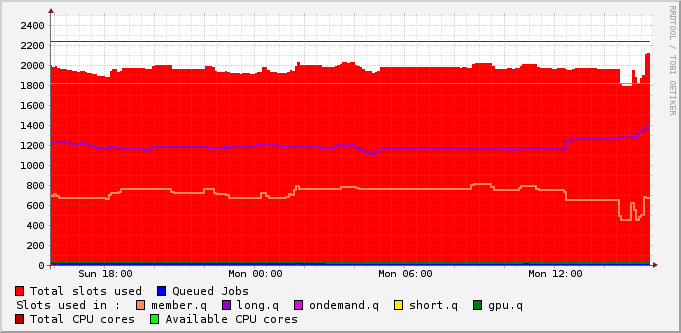 2400
2200
2000
1800
1600
1400
1200
1000
800
600
400
200
0
Sun 18:00 Mon 00:00 Mon 06:00 Mon 12:00
Total slots used Queued Jobs
Slots used in : member.q long.q ondemand.q short.q gpu.q
Total CPU cores Available CPU cores
RRDTOOL / TOBI OETIKER